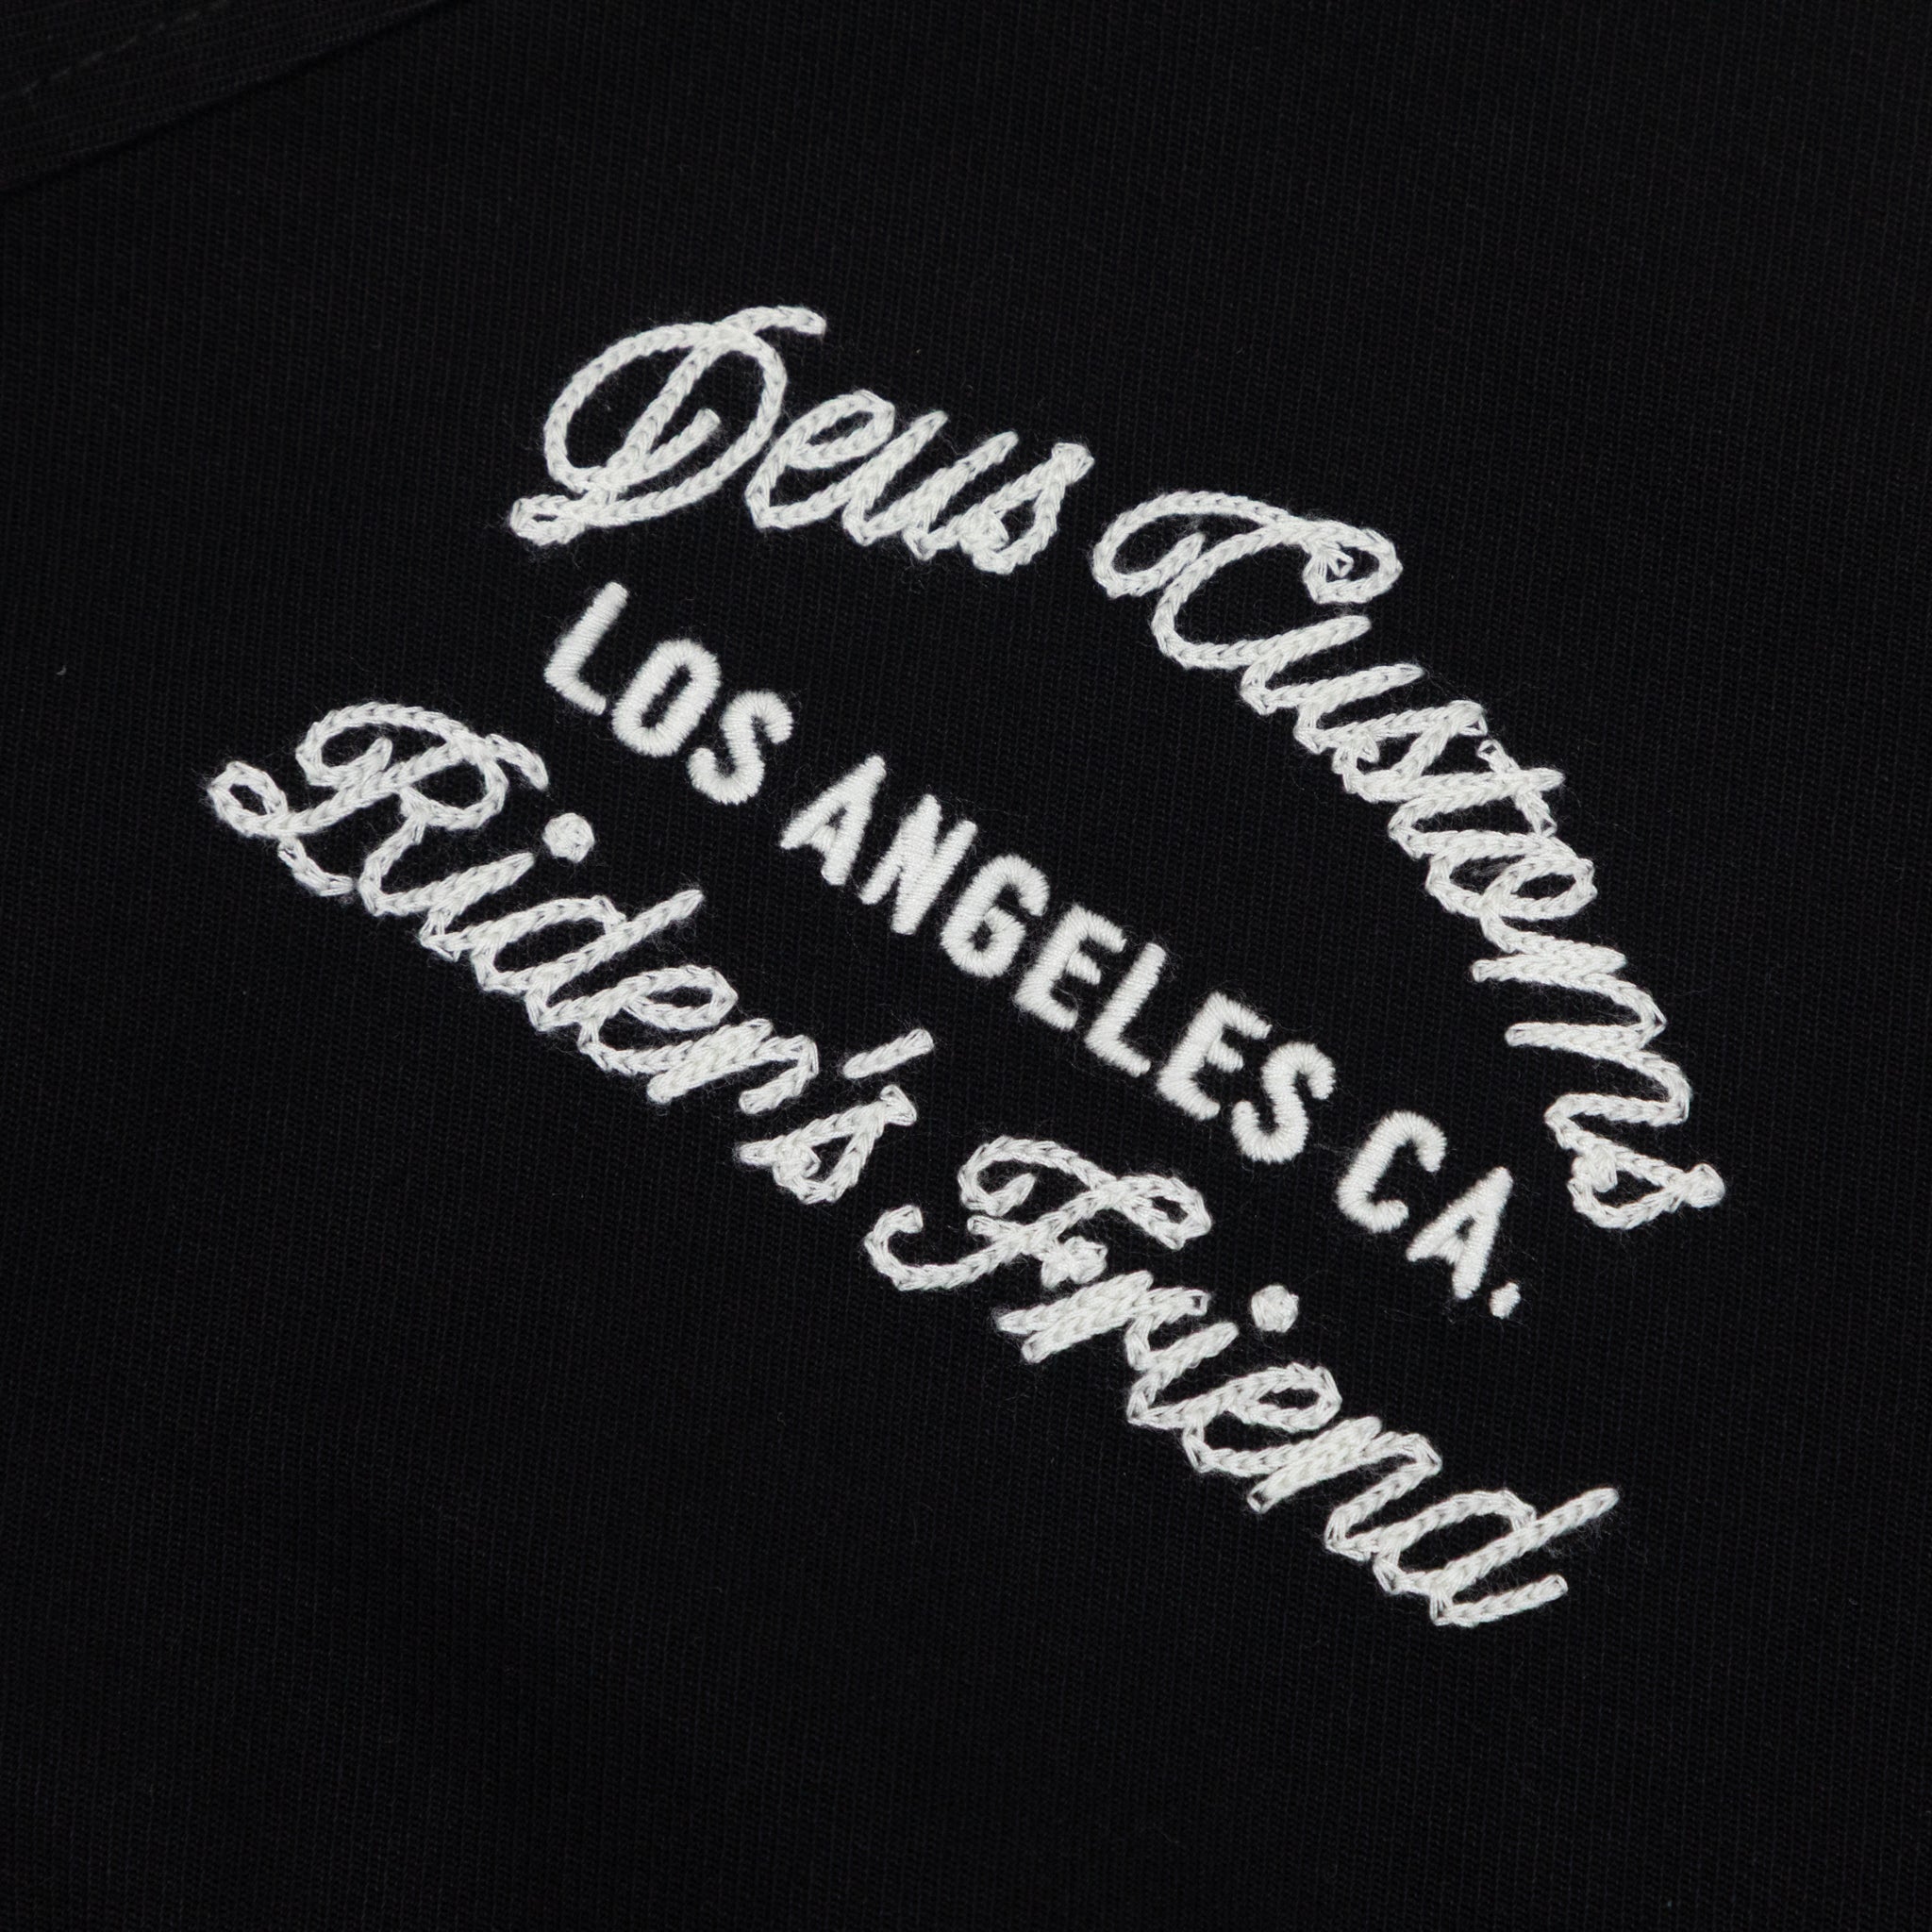 Deus Customs
LOS ANGELES CA.
Rider's Friend